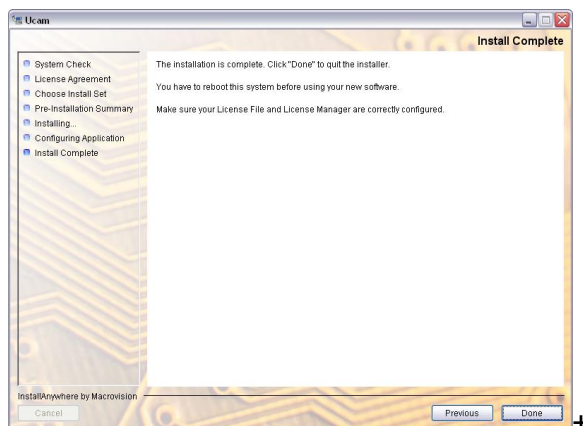 Ucam
Install Complete
System Check
License Agreement
Choose Install Set
Pre-Installation Summary
Installing...
Configuring Application
Install Complete
The installation is complete. Click "Done" to quit the installer.
You have to reboot this system before using your new software.
Make sure your License File and License Manager are correctly configured.
InstallAnywhere by Macrovision
Cancel
Previous
Done